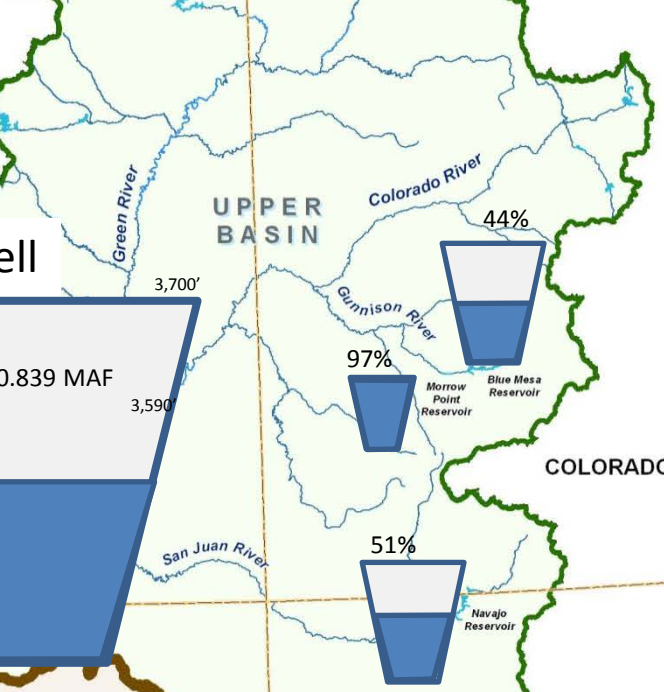 Colorado River
Green River
UPPER
BASIN
44%
ell
3,700’
Gunnison River
97%
0.839 MAF
3,590’
Morrow
Point
Reservoir
Blue Mesa
Reservoir
COLORADO
San Juan River
51%
Navajo
Reservoir